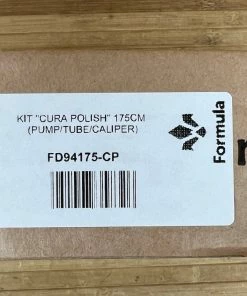 KIT "CURA POLISH" 175CM
(PUMP/TUBE/CALIPER)
FD94175-CP
Formula